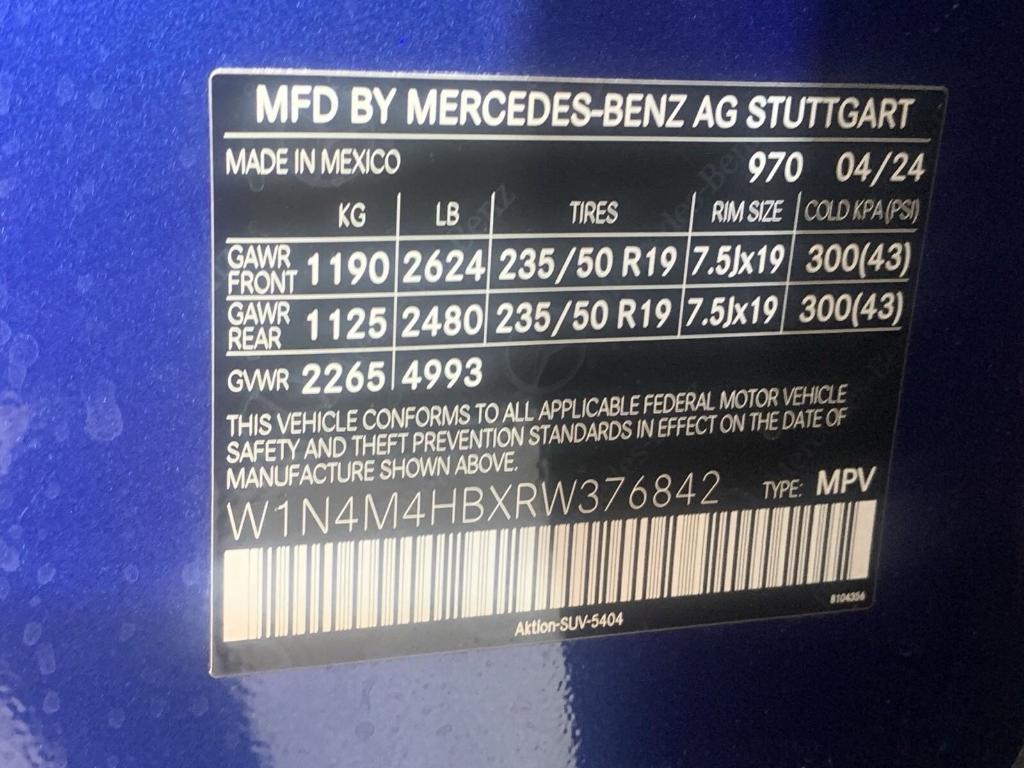 MFD BY MERCEDES-BENZ AG STUTTGART
MADE IN MEXICO 970 04/24
KG LB TIRES RIM SIZE COLD KPA(PSI)
GAWR FRONT 1190 2624 235/50 R19 7.5Jx19 300(43)
GAWR REAR 1125 2480 235/50 R19 7.5Jx19 300(43)
GVWR 2265 4993
THIS VEHICLE CONFORMS TO ALL APPLICABLE FEDERAL MOTOR VEHICLE
SAFETY AND THEFT PREVENTION STANDARDS IN EFFECT ON THE DATE OF
MANUFACTURE SHOWN ABOVE.
W1N4M4HBXRW376842 TYPE: MPV
8104356
Aktion-SUV-5404